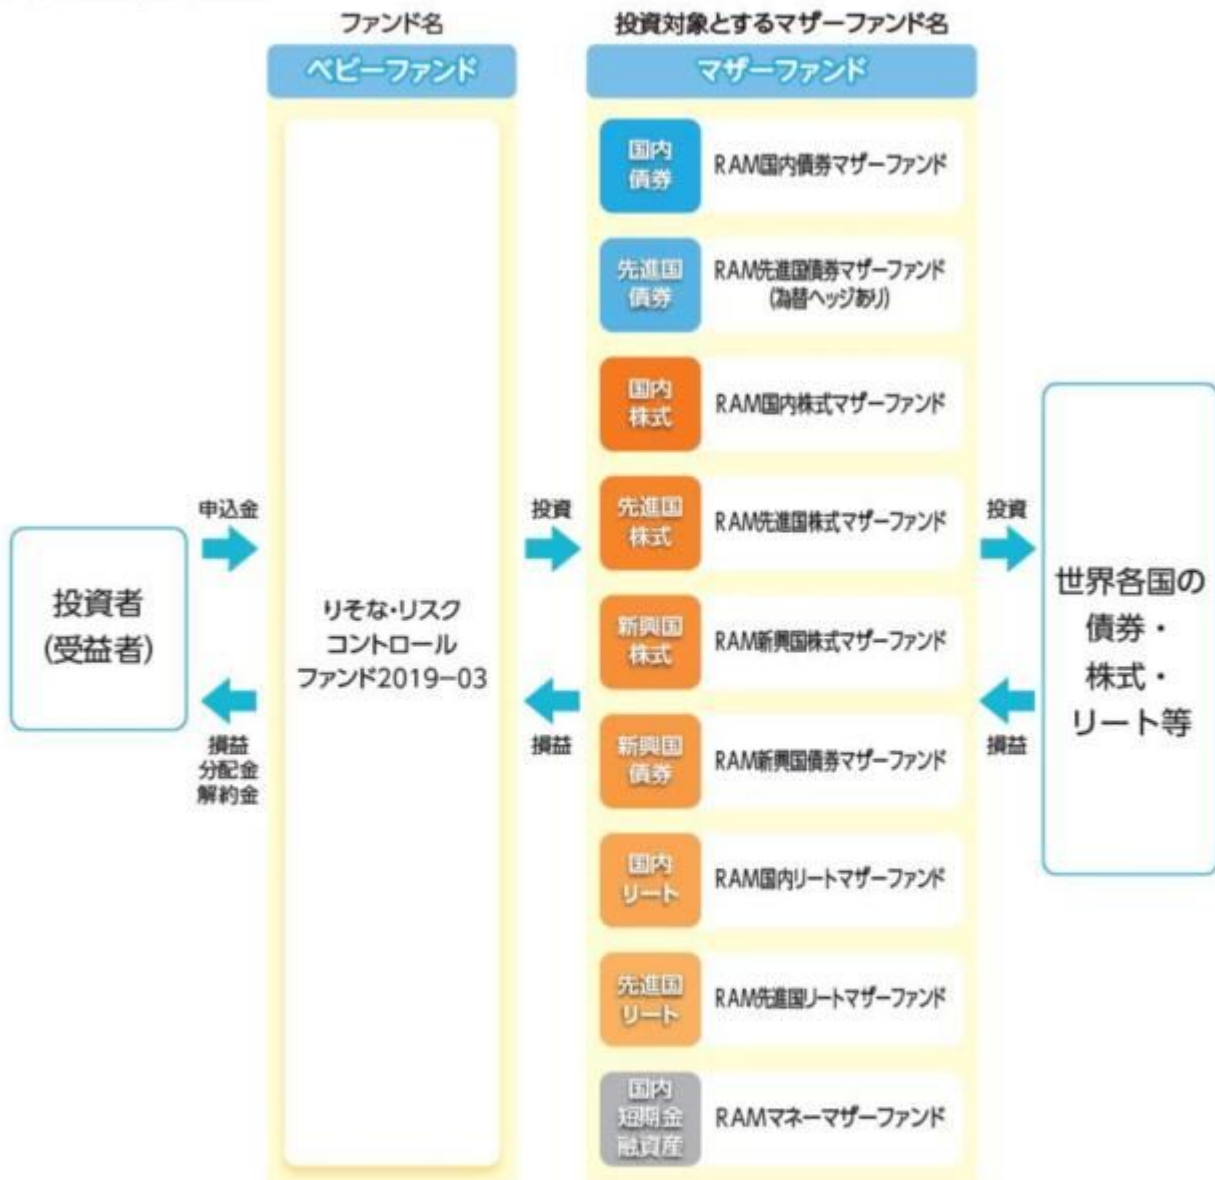 ファンド名
投資対象とするマザーファンド名
ベビーファンド
マザーファンド
国内
債券
RAM国内債券マザーファンド
先進国
債券
RAM先進国債券マザーファンド
(為替ヘッジあり)
国内
株式
RAM国内株式マザーファンド
先進国
株式
RAM先進国株式マザーファンド
新興国
株式
RAM新興国株式マザーファンド
新興国
債券
RAM新興国債券マザーファンド
国内
リート
RAM国内リートマザーファンド
先進国
リート
RAM先進国リートマザーファンド
国内
短期金
融資産
RAMマネーマザーファンド
申込金
投資者
(受益者)
損益
分配金
解約金
りそな・リスク
コントロール
ファンド2019−03
投資
損益
投資
損益
世界各国の
債券・
株式・
リート等